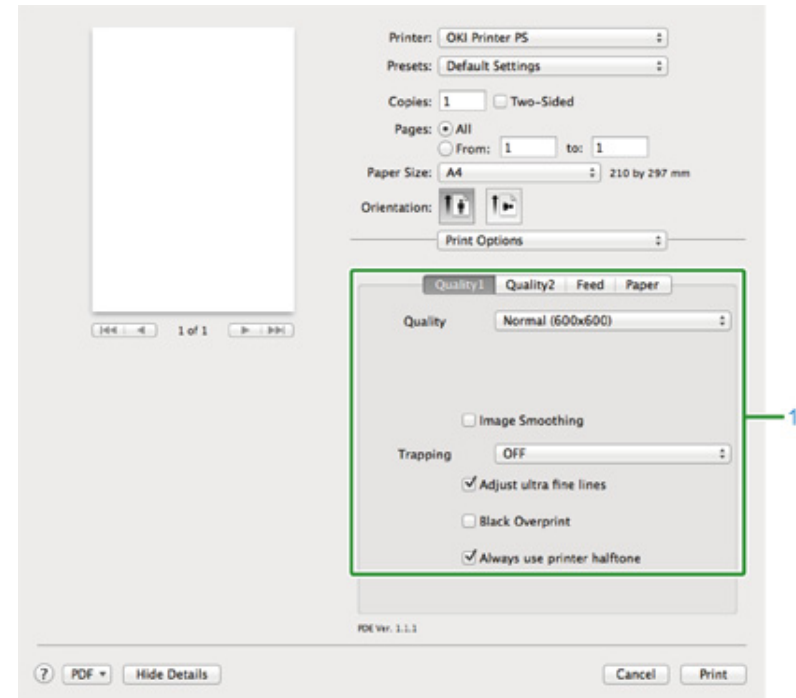 Printer: OKI Printer PS
Presets: Default Settings
Copies: 1 Two-Sided
Pages: All
From: 1 to: 1
Paper Size: A4 210 by 297 mm
Orientation:
Print Options
Quality1 Quality2 Feed Paper
1 of 1
Quality Normal (600x600)
Image Smoothing
1
Trapping OFF
Adjust ultra fine lines
Black Overprint
Always use printer halftone
PDE Ver. 1.1.1
? PDF Hide Details Cancel Print